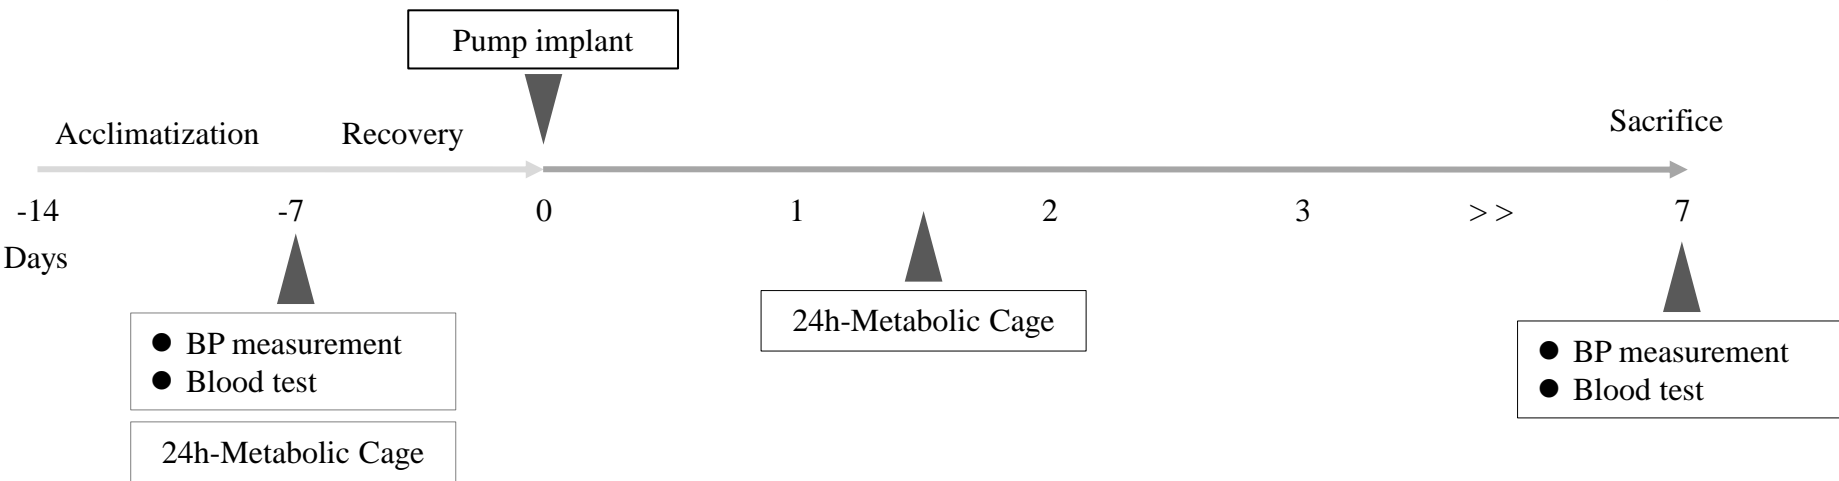 Pump implant
Acclimatization Recovery Sacrifice
-14 -7 0 1 2 3 >> 7
Days
● BP measurement
● Blood test
24h-Metabolic Cage
24h-Metabolic Cage
● BP measurement
● Blood test